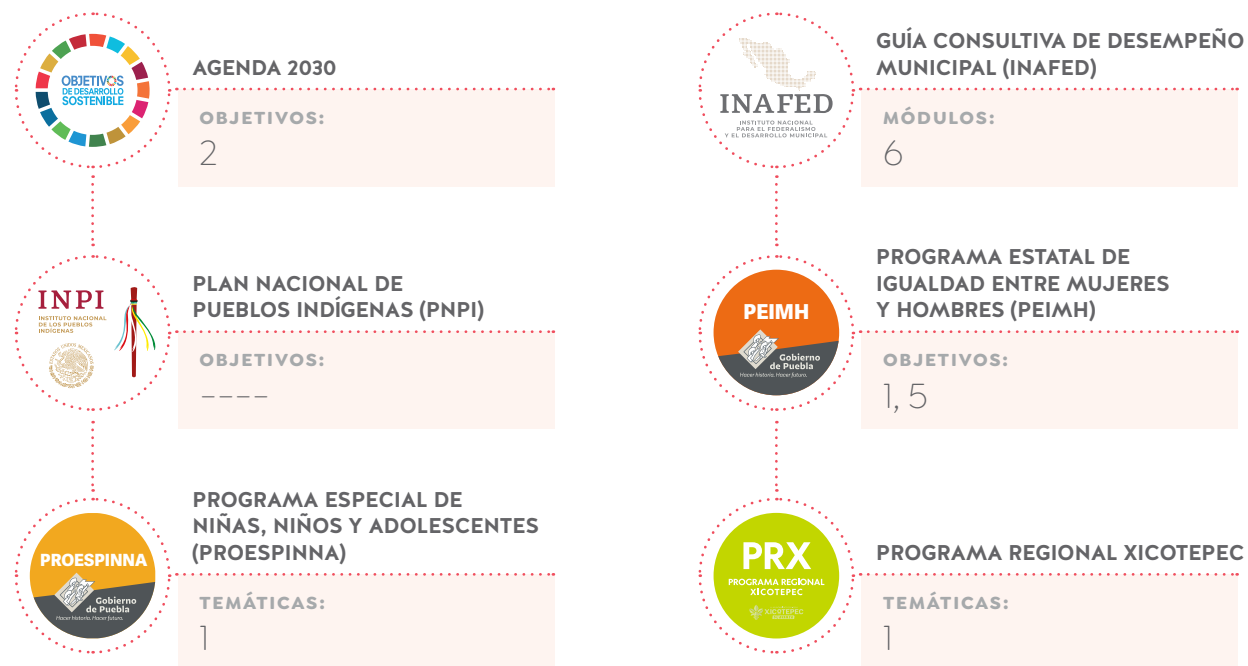 OBJETIVOS
DE DESARROLLO
SOSTENIBLE
AGENDA 2030
OBJETIVOS:
2
INPI
INSTITUTO NACIONAL
DE LOS PUEBLOS
INDÍGENAS
PLAN NACIONAL DE
PUEBLOS INDÍGENAS (PNPI)
OBJETIVOS:
––––
PROESPINNA
Gobierno
de Puebla
Hacer historia. Hacer futuro.
PROGRAMA ESPECIAL DE
NIÑAS, NIÑOS Y ADOLESCENTES
(PROESPINNA)
TEMÁTICAS:
1
INAFED
INSTITUTO NACIONAL
PARA EL FEDERALISMO
Y EL DESARROLLO MUNICIPAL
GUÍA CONSULTIVA DE DESEMPEÑO
MUNICIPAL (INAFED)
MÓDULOS:
6
PEIMH
Gobierno
de Puebla
Hacer historia. Hacer futuro.
PROGRAMA ESTATAL DE
IGUALDAD ENTRE MUJERES
Y HOMBRES (PEIMH)
OBJETIVOS:
1, 5
PRX
PROGRAMA REGIONAL
XICOTEPEC
XICOTEPEC
PROGRAMA REGIONAL XICOTEPEC
TEMÁTICAS:
1